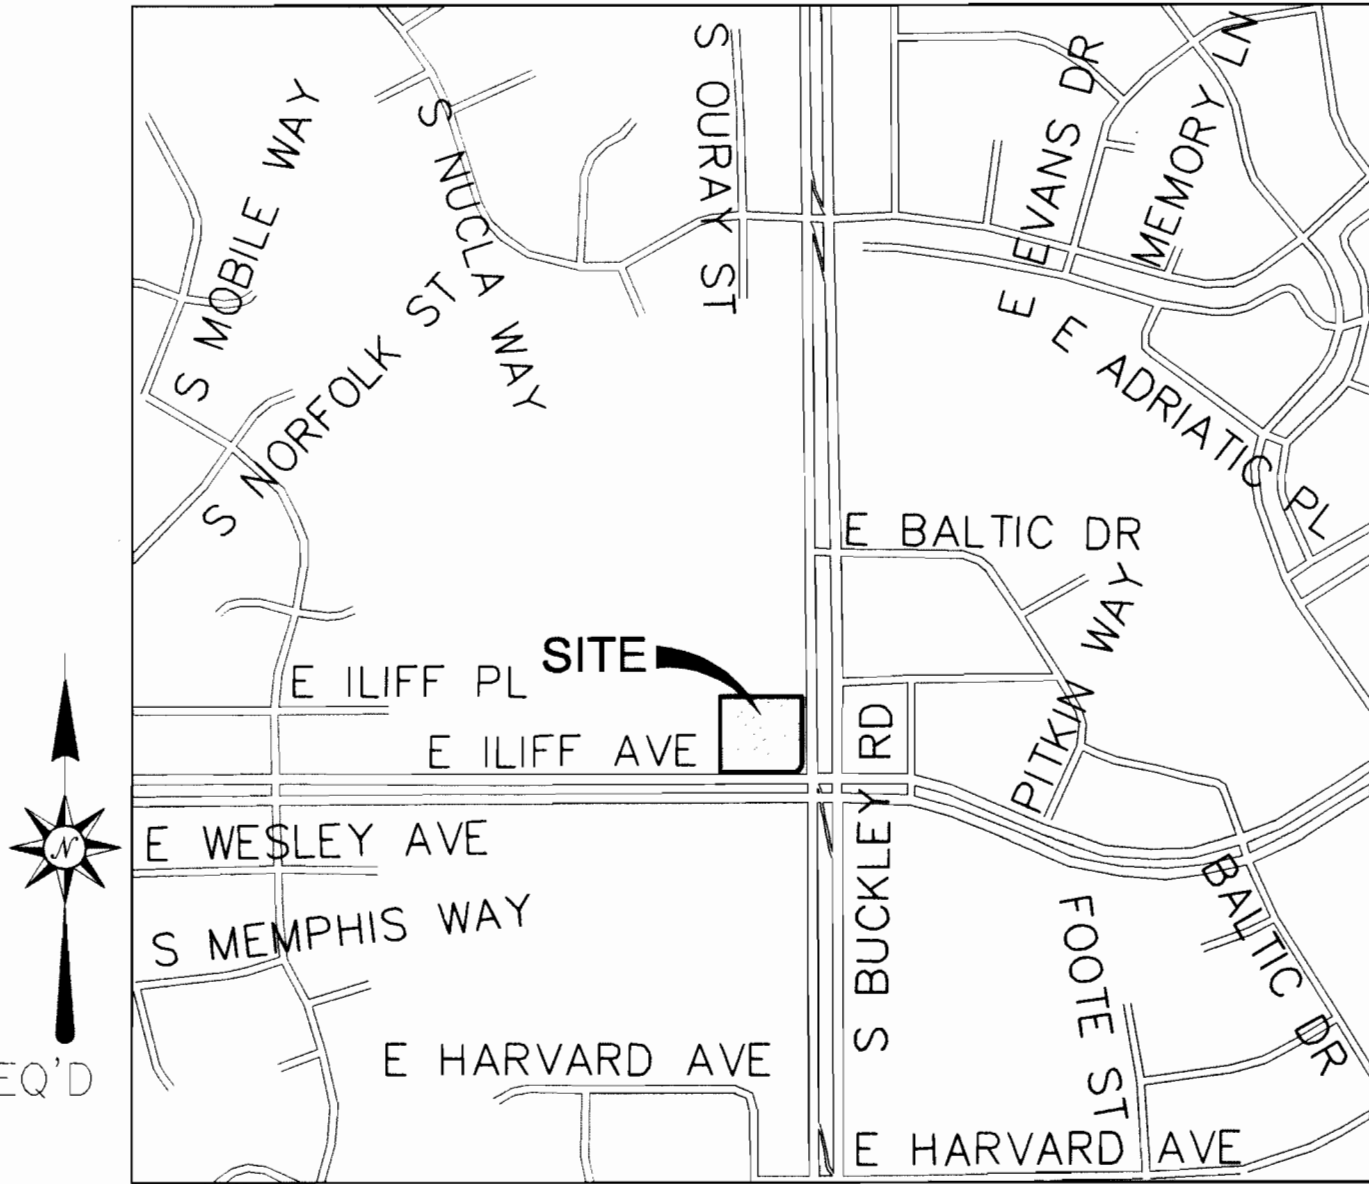 S OURAY ST
E EVANS DR
MEMORY LN
S MOBILE WAY
S NUCLA WAY
S NORFOLK ST
E ADRIATIC PL
E BALTIC DR
PITKIN WAY
SITE
E ILIFF PL
E ILIFF AVE
S BUCKLEY RD
N
E WESLEY AVE
S MEMPHIS WAY
BALTIC DR
FOOTE ST
E HARVARD AVE
EQ'D
E HARVARD AVE